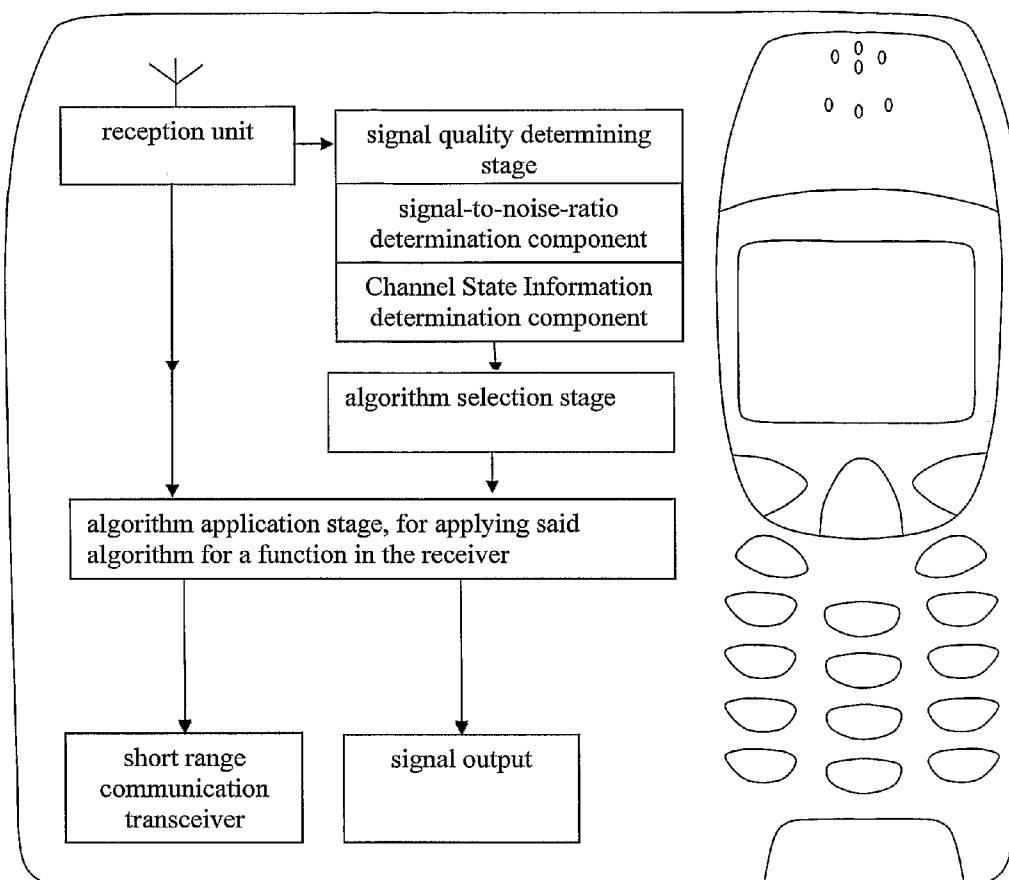 reception unit
signal quality determining
stage
signal-to-noise-ratio
determination component
Channel State Information
determination component
algorithm selection stage
algorithm application stage, for applying said
algorithm for a function in the receiver
short range
communication
transceiver
signal output